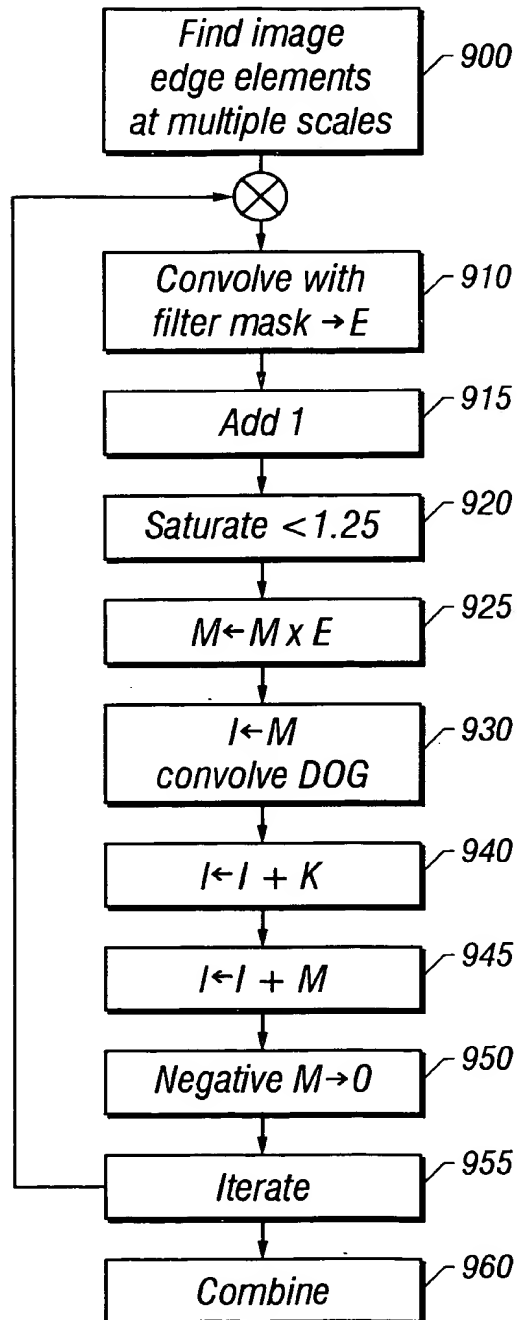 Find image
edge elements
at multiple scales
900
Convolve with
filter mask → E
910
Add 1
915
Saturate < 1.25
920
M ← M x E
925
I ← M
convolve DOG
930
I ← I + K
940
I ← I + M
945
Negative M → 0
950
Iterate
955
Combine
960